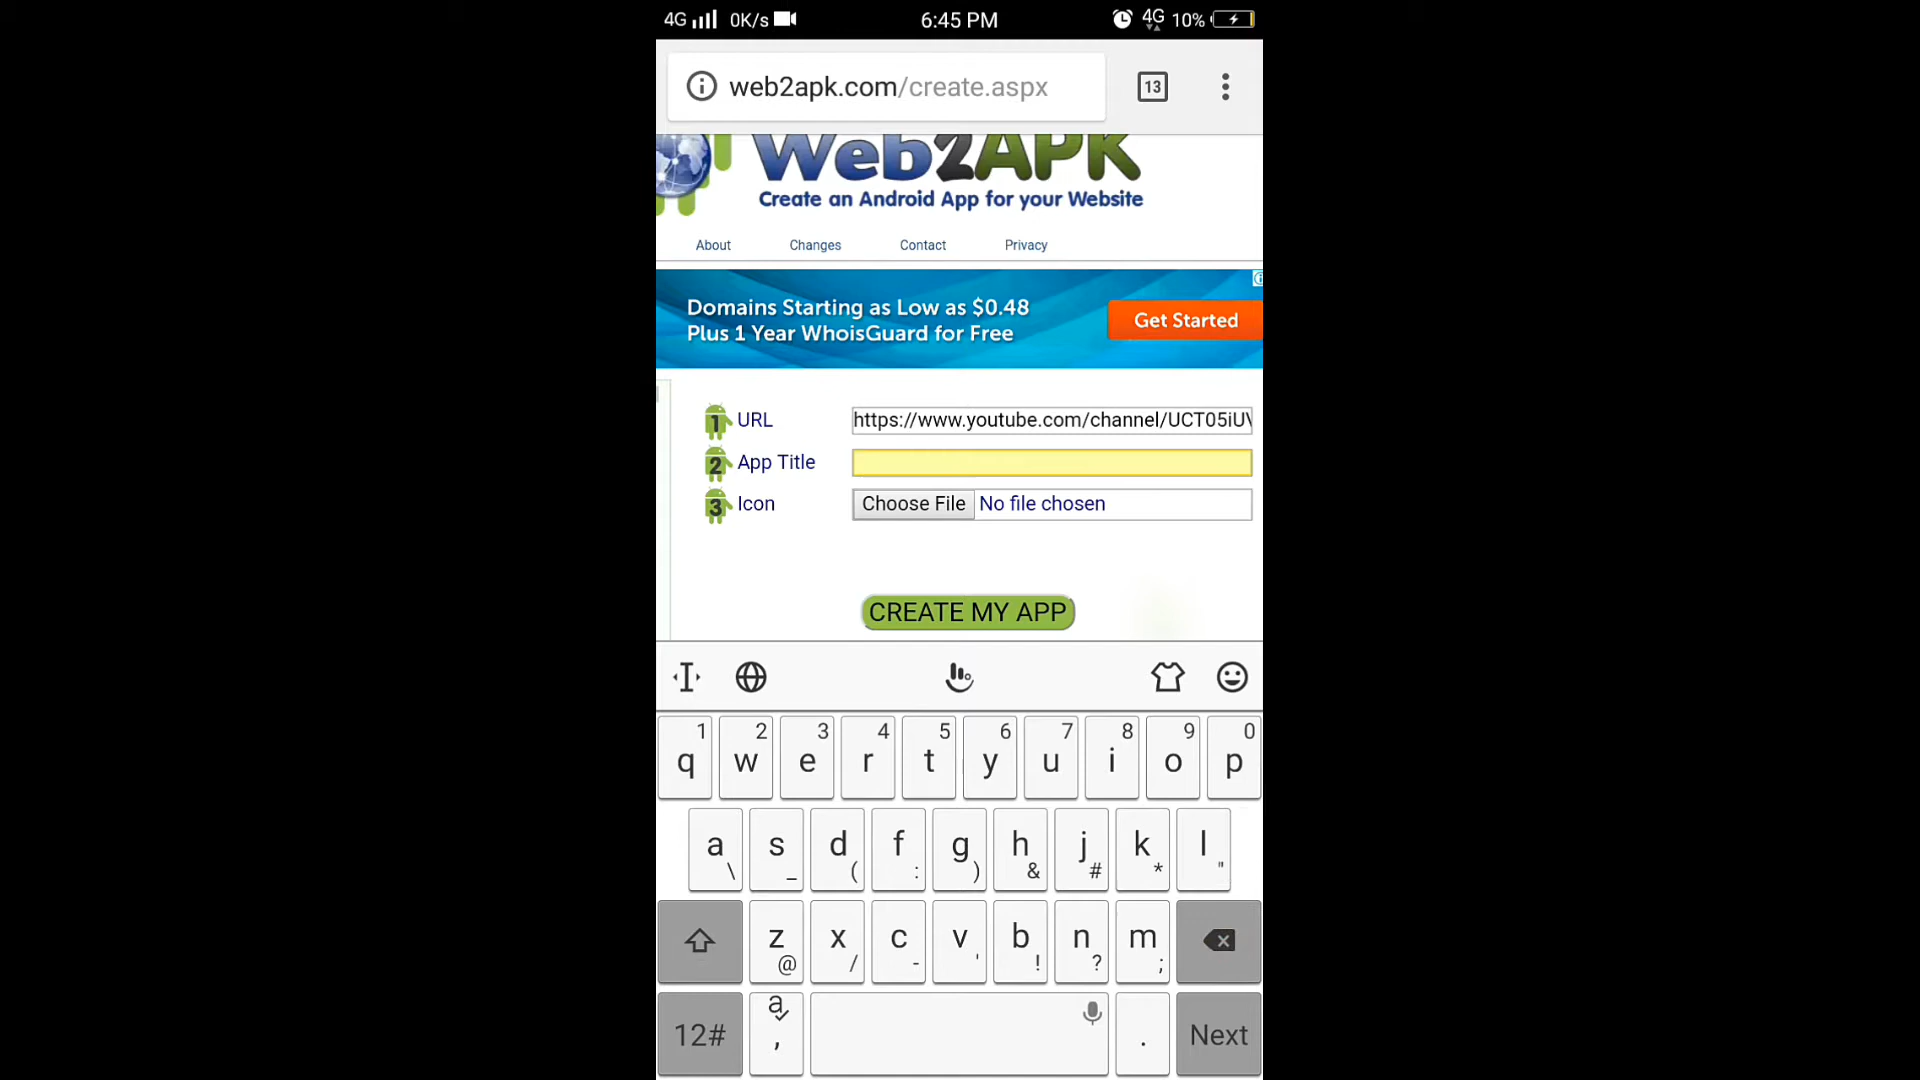 4G 0K/s 6:45 PM 4G 10%
web2apk.com/create.aspx 13
Web2APK
Create an Android App for your Website
About Changes Contact Privacy
Domains Starting as Low as $0.48
Plus 1 Year WhoisGuard for Free
Get Started
1 URL https://www.youtube.com/channel/UCT05iU
2 App Title
3 Icon Choose File No file chosen
CREATE MY APP
1 2 3 4 5 6 7 8 9 0
q w e r t y u i o p
a s d f g h j k l
\ _ ( : ) & # * "
z x c v b n m
@ / - ' ! ? ;
12# a , . Next